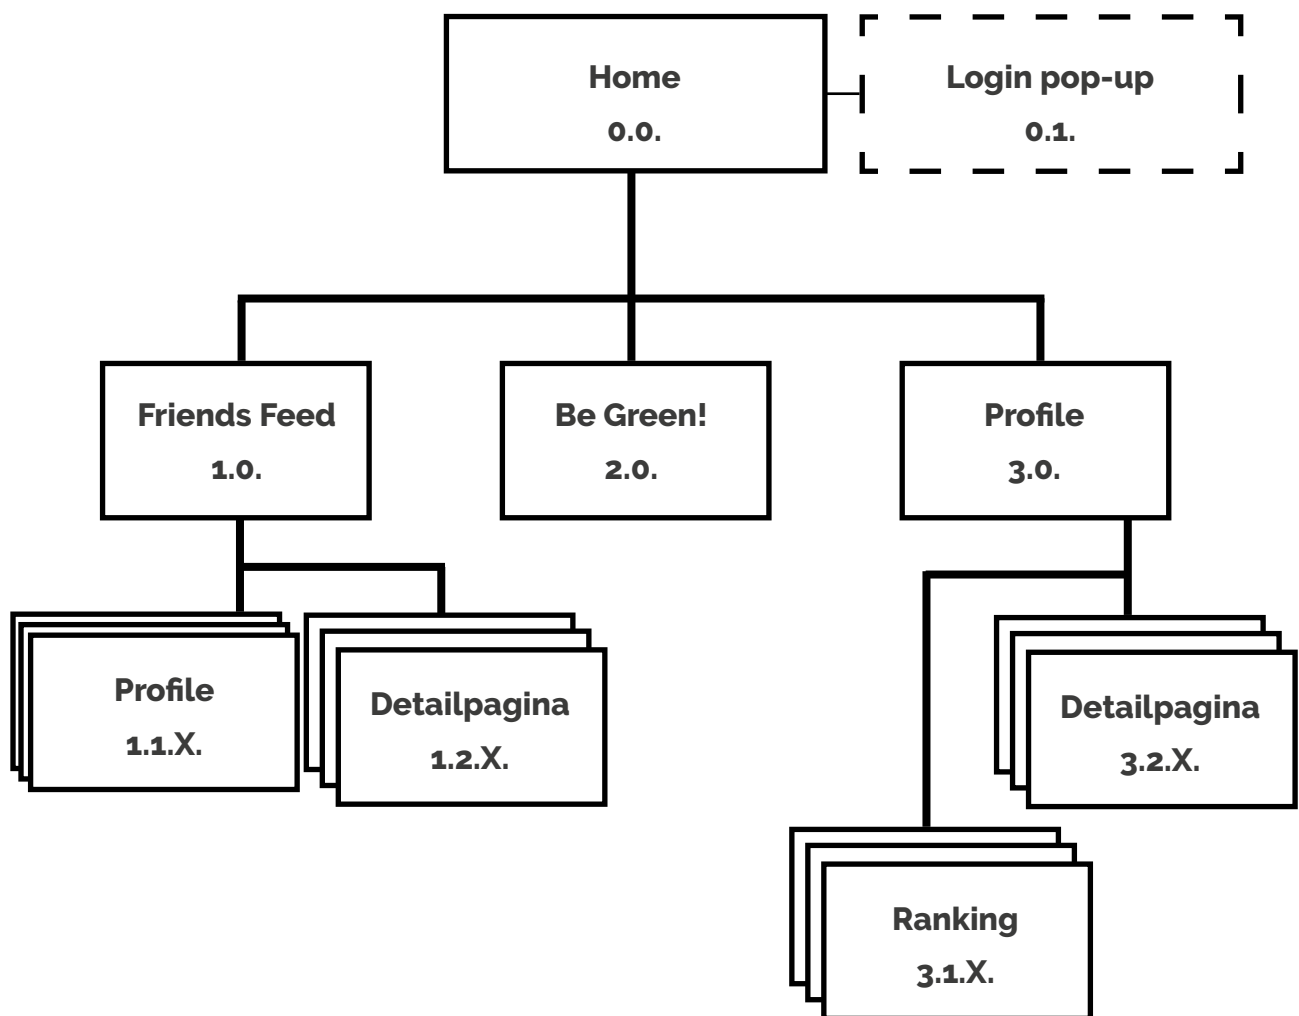 Home
0.0.
Login pop-up
0.1.
Friends Feed
1.0.
Be Green!
2.0.
Profile
3.0.
Profile
1.1.X.
Detailpagina
1.2.X.
Detailpagina
3.2.X.
Ranking
3.1.X.